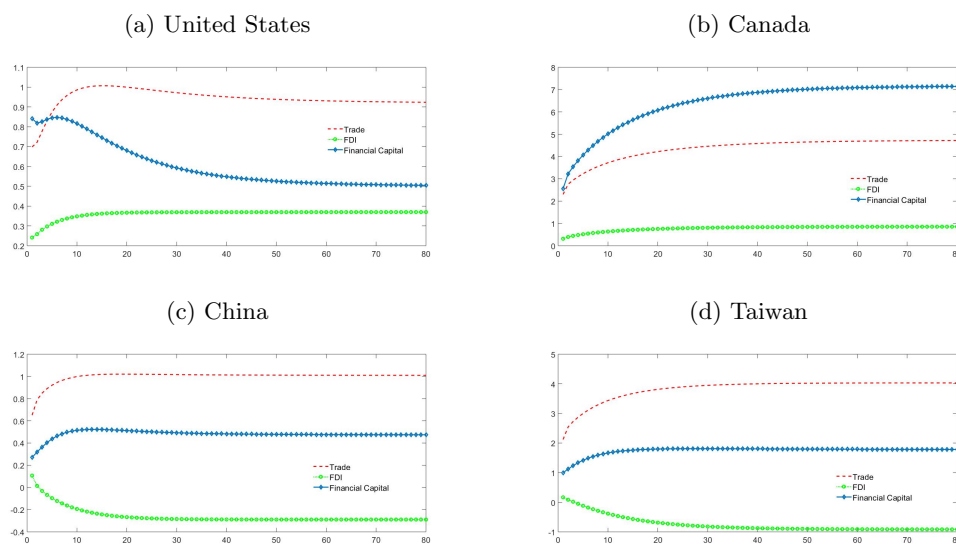 (a) United States
1.1
1
0.9
0.8
0.7
0.6
0.5
0.4
0.3
0.2
0 10 20 30 40 50 60 70 80
Trade
FDI
Financial Capital
(b) Canada
8
7
6
5
4
3
2
1
0
0 10 20 30 40 50 60 70 80
Trade
FDI
Financial Capital
(c) China
1.2
1
0.8
0.6
0.4
0.2
0
-0.2
-0.4
0 10 20 30 40 50 60 70 80
Trade
FDI
Financial Capital
(d) Taiwan
5
4
3
2
1
0
-1
0 10 20 30 40 50 60 70 80
Trade
FDI
Financial Capital